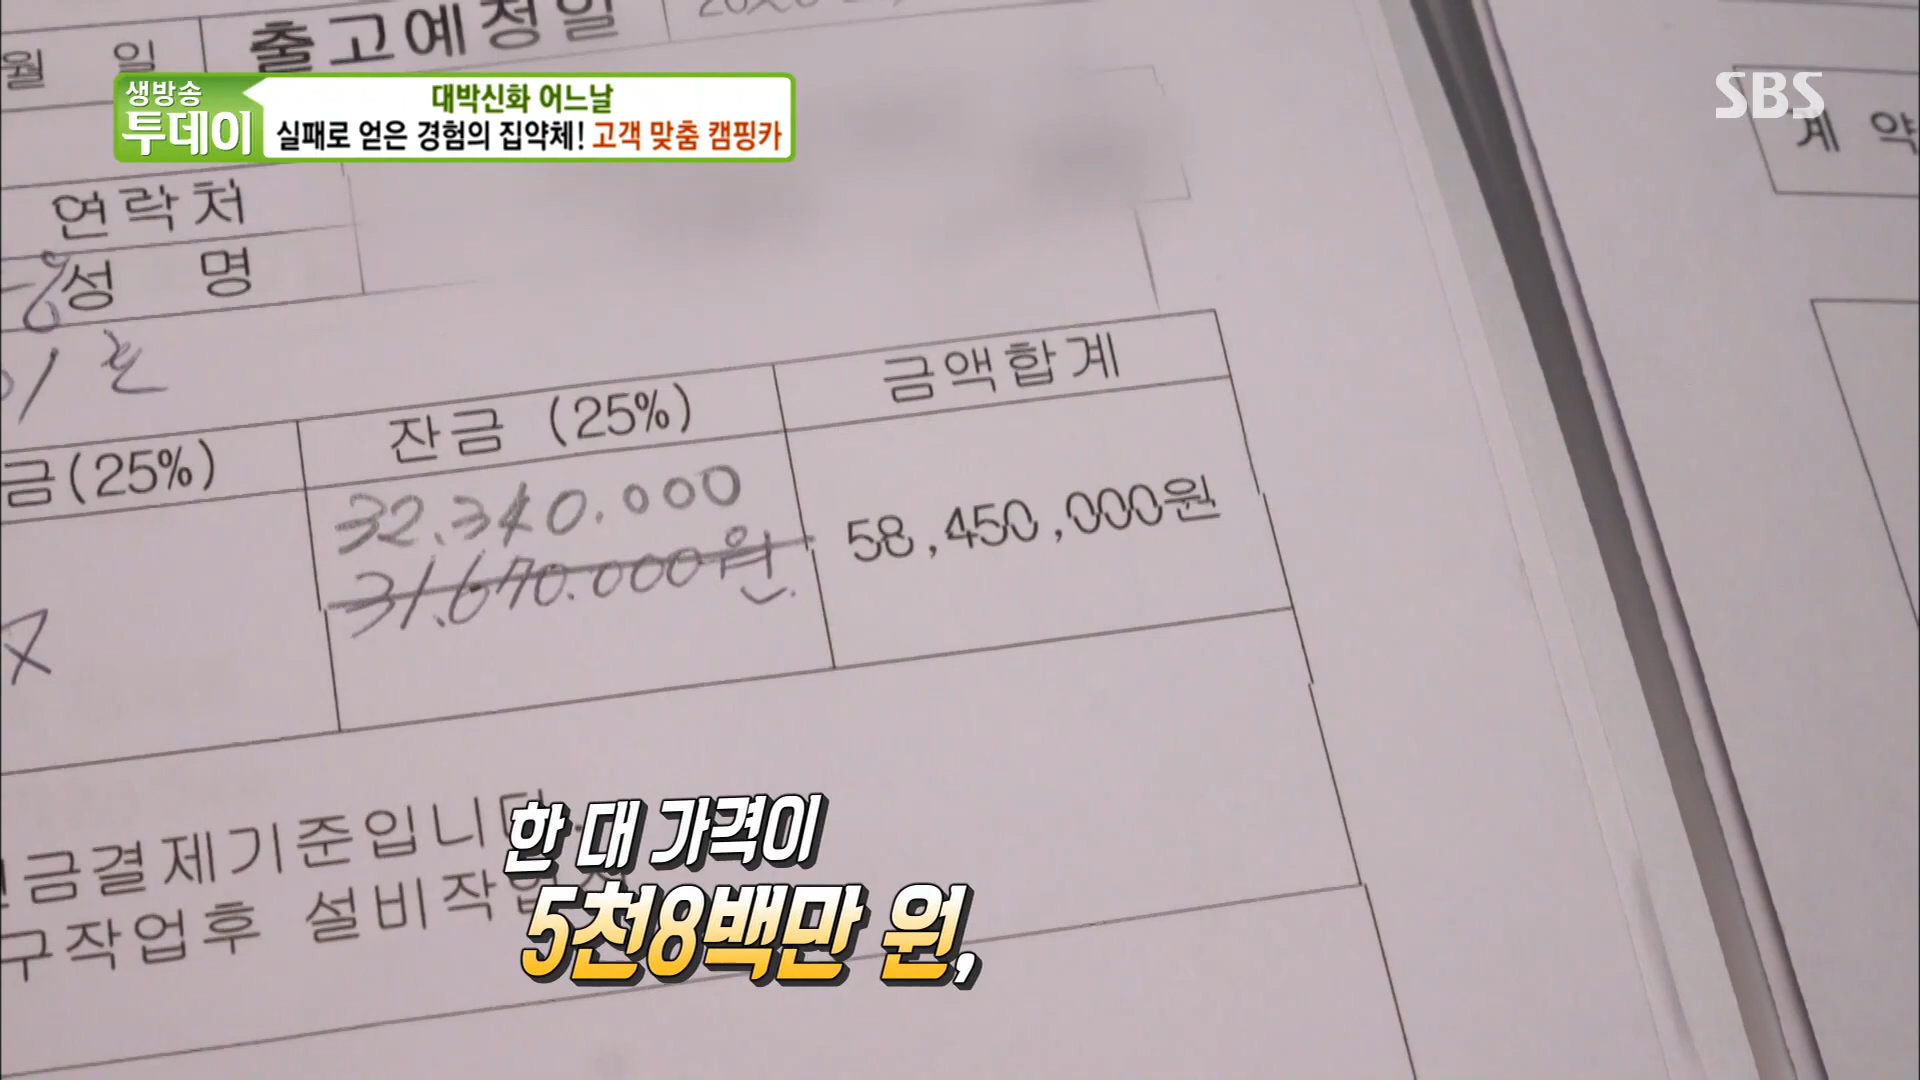 월 일 출고예정일
생방송
투데이
대박신화 어느날
실패로 얻은 경험의 집약체! 고객 맞춤 캠핑카
SBS
계 약
연락처
성 명
금(25%) 잔금 (25%) 금액합계
32.340.000
31.670.000원
58,450,000원
X
금결제기준입니다.
구작업후 설비작업전
한 대 가격이
5천8백만 원,